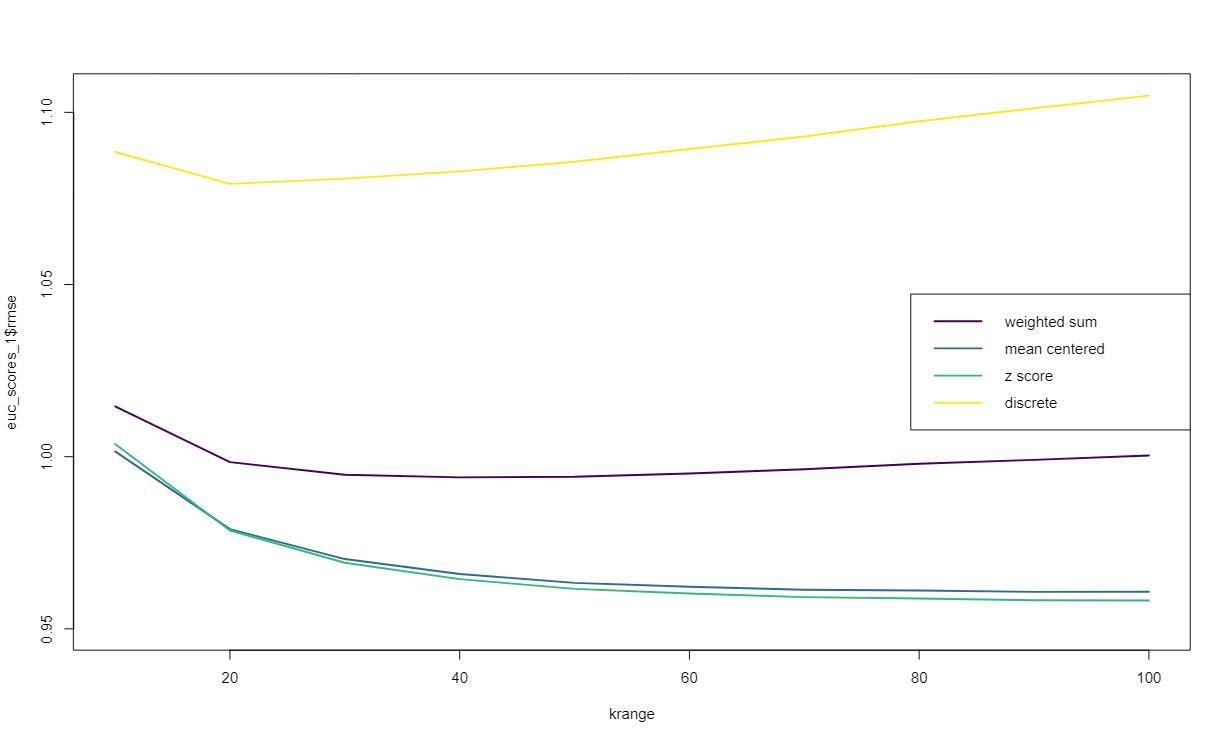 euc_scores_1$rmse
1.10
1.05
1.00
0.95
weighted sum
mean centered
z score
discrete
20 40 60 80 100
krange